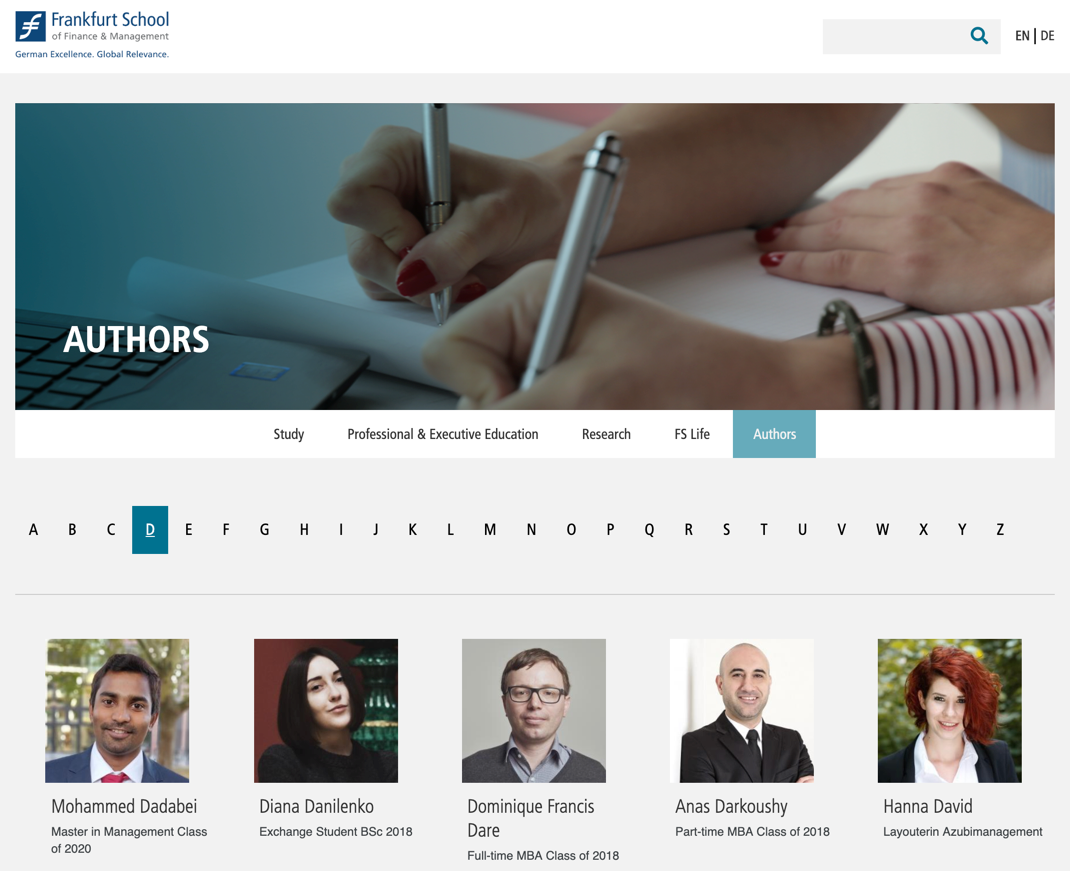 Frankfurt School
of Finance & Management
German Excellence. Global Relevance.
EN | DE
AUTHORS
Study Professional & Executive Education Research FS Life Authors
A B C D E F G H I J K L M N O P Q R S T U V W X Y Z
Mohammed Dadabei
Master in Management Class
of 2020
Diana Danilenko
Exchange Student BSc 2018
Dominique Francis
Dare
Full-time MBA Class of 2018
Anas Darkoushy
Part-time MBA Class of 2018
Hanna David
Layouterin Azubimanagement